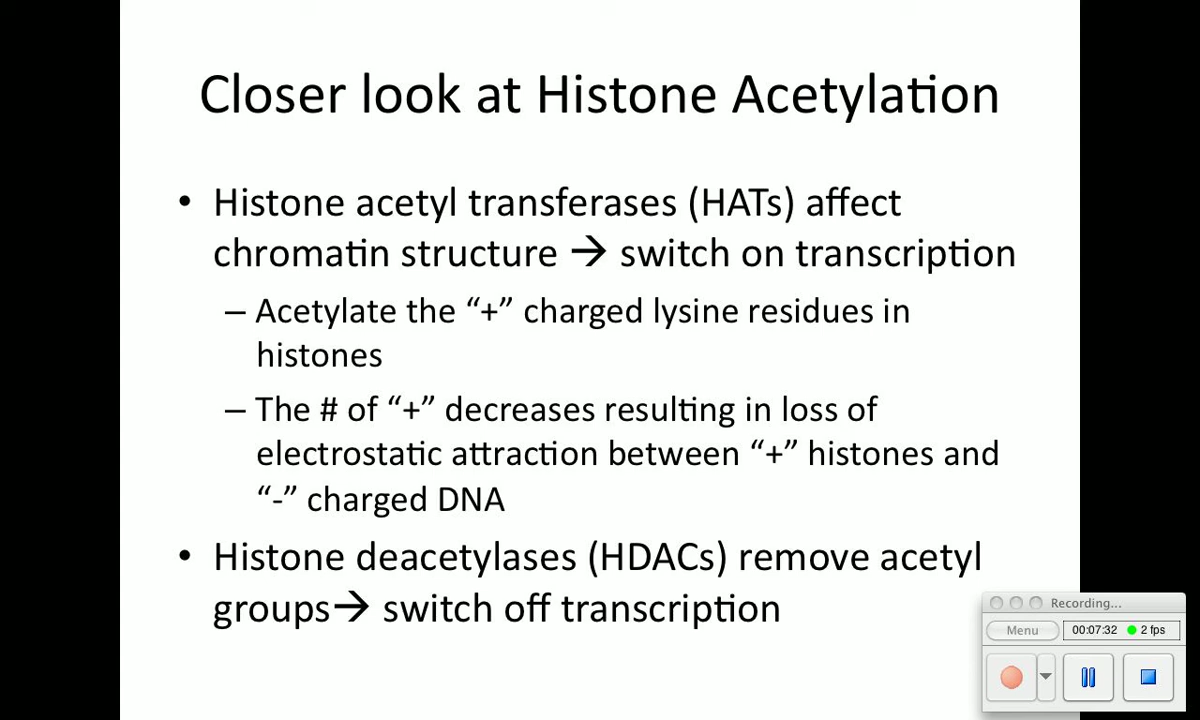 Closer look at Histone Acetylation
• Histone acetyl transferases (HATs) affect
chromatin structure → switch on transcription
– Acetylate the “+” charged lysine residues in
histones
– The # of “+” decreases resulting in loss of
electrostatic attraction between “+” histones and
“-” charged DNA
• Histone deacetylases (HDACs) remove acetyl
groups→ switch off transcription
Recording...
Menu 00:07:32 2 fps